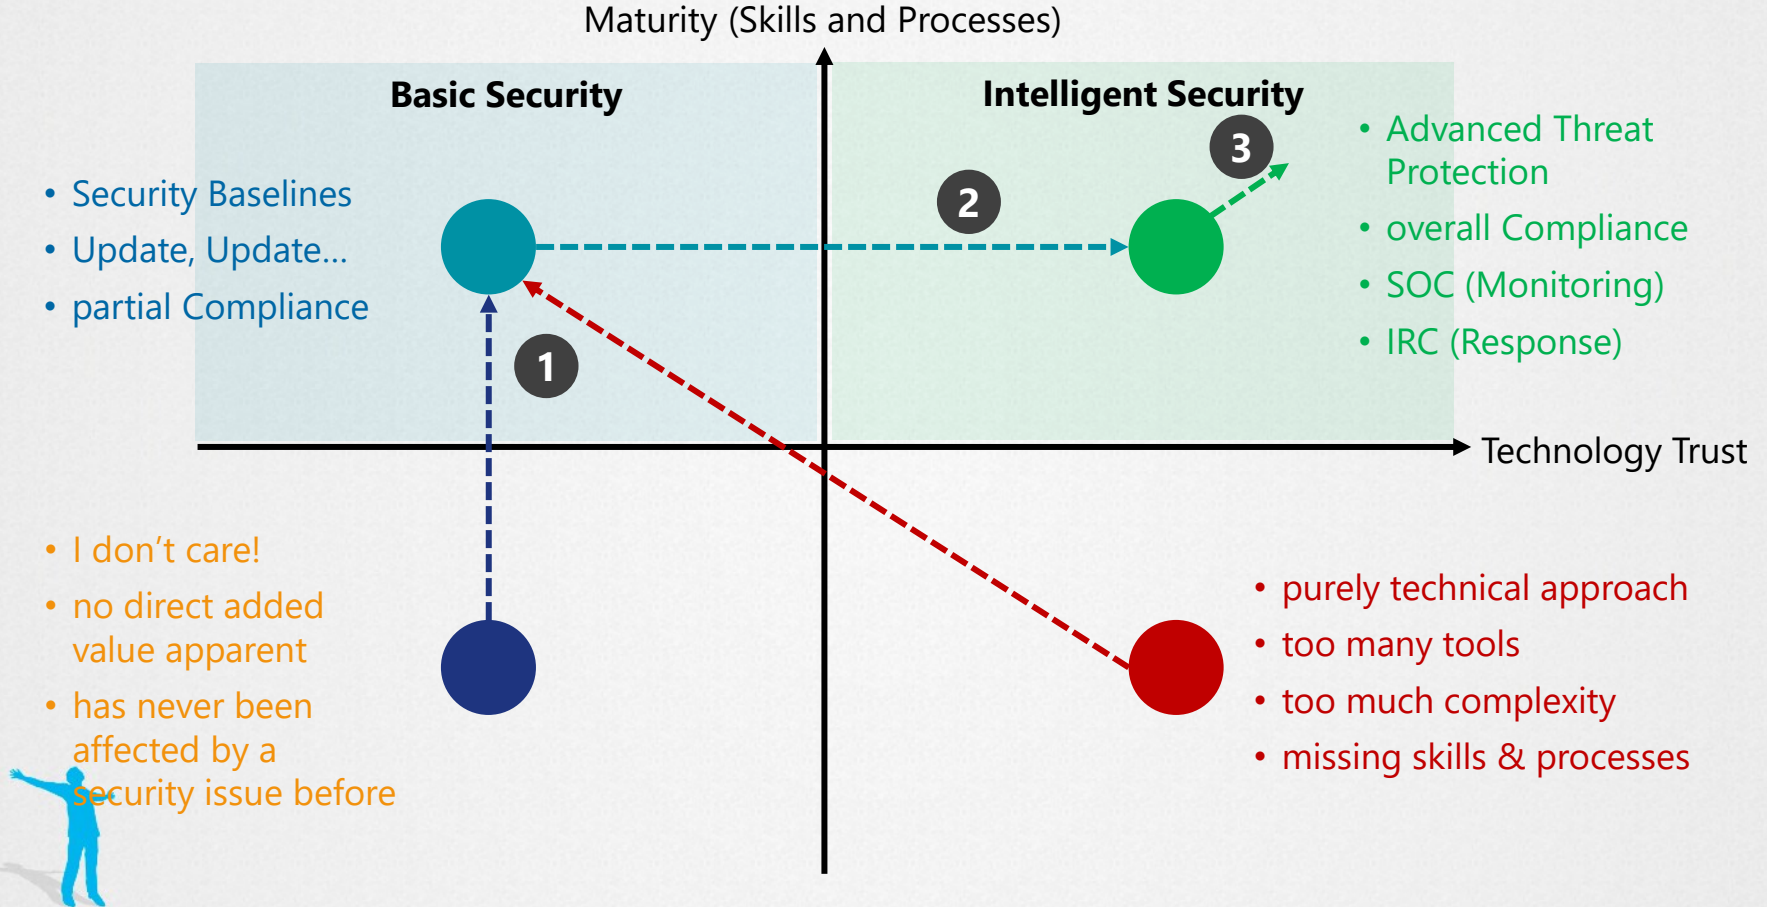 Maturity (Skills and Processes)
Basic Security
• Security Baselines
• Update, Update...
• partial Compliance
1
2
Intelligent Security
3
• Advanced Threat
Protection
• overall Compliance
• SOC (Monitoring)
• IRC (Response)
Technology Trust
• I don’t care!
• no direct added
value apparent
• has never been
affected by a
security issue before
• purely technical approach
• too many tools
• too much complexity
• missing skills & processes